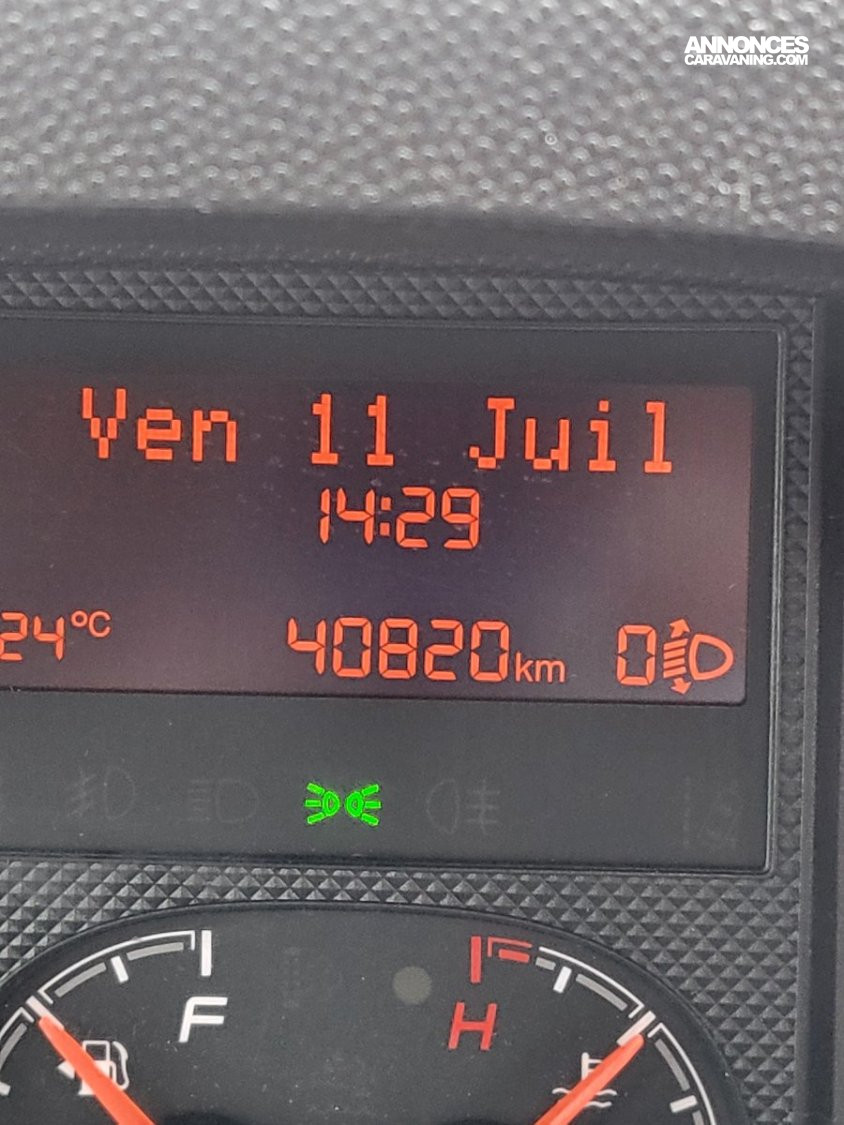 ANNONCES
CARAVANING.COM
Ven 11 Juil
14:29
24°C 40820km 0
F H